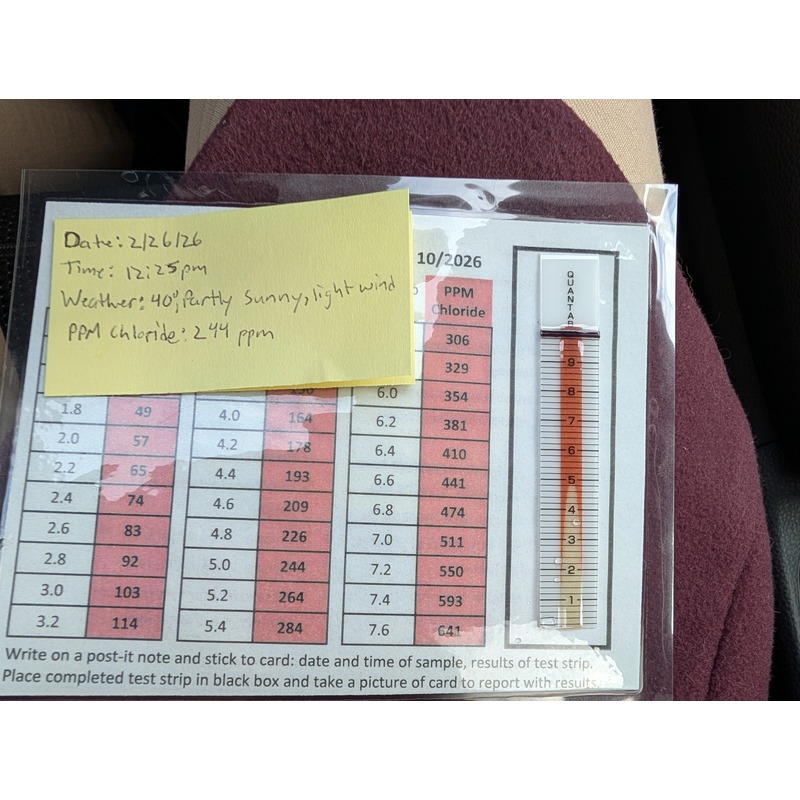 Date: 2/26/26
Time: 12:25pm
Weather: 40°, Partly Sunny, light wind
PPM Chloride: 244 ppm
10/2026
PPM
Chloride
306
329
1.8 49 4.0 164 6.0 354
2.0 57 4.2 178 6.2 381
2.2 65 4.4 193 6.4 410
2.4 74 4.6 209 6.6 441
2.6 83 4.8 226 6.8 474
2.8 92 5.0 244 7.0 511
3.0 103 5.2 264 7.2 550
3.2 114 5.4 284 7.4 593
7.6 641
QUANTAB
9
8
7
6
5
4
3
2
1
Write on a post-it note and stick to card: date and time of sample, results of test strip.
Place completed test strip in black box and take a picture of card to report with results.